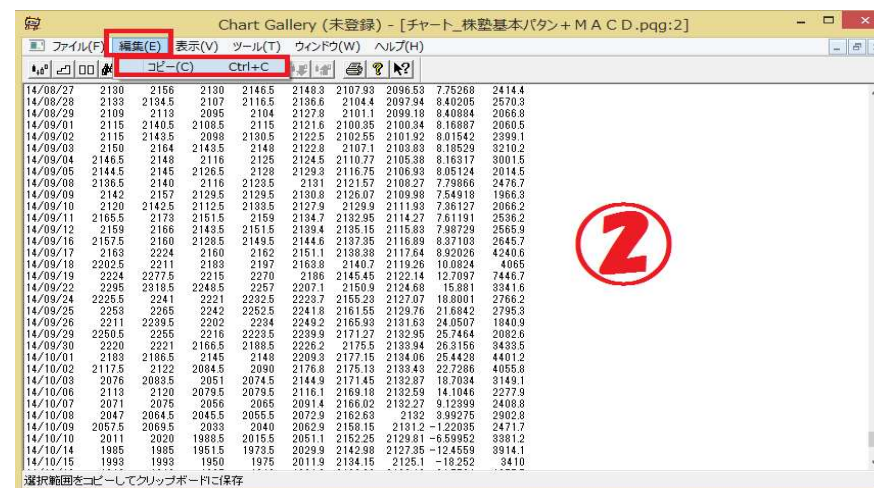 Chart Gallery (未登録) - [チャート_株塾基本パタン+ＭＡＣＤ.pqg:2]
ファイル(F) 編集(E) 表示(V) ツール(T) ウィンドウ(W) ヘルプ(H)
コピー(C) Ctrl+C
14/08/27 2130 2156 2130 2146.5 2148.3 2107.93 2096.53 7.75268 2414.4
14/08/28 2133 2134.5 2107 2116.5 2136.6 2104.4 2097.94 8.40205 2570.3
14/08/29 2109 2113 2095 2104 2127.8 2101.1 2099.18 8.40884 2066.8
14/09/01 2115 2140.5 2108.5 2115 2121.6 2100.35 2100.34 8.16887 2060.5
14/09/02 2115 2143.5 2098 2130.5 2122.5 2102.55 2101.92 8.01542 2399.1
14/09/03 2150 2164 2143.5 2148 2122.8 2107.1 2103.83 8.18529 3210.2
14/09/04 2146.5 2148 2116 2125 2124.5 2110.77 2105.38 8.16317 3001.5
14/09/05 2144.5 2145 2126.5 2128 2129.3 2116.75 2106.93 8.05124 2014.5
14/09/08 2136.5 2140 2116 2123.5 2131 2121.57 2108.27 7.79866 2476.7
14/09/09 2142 2157 2129.5 2129.5 2130.8 2126.07 2109.98 7.54918 1966.3
14/09/10 2120 2142.5 2112.5 2133.5 2127.9 2129.9 2111.93 7.36127 2066.2
14/09/11 2165.5 2173 2151.5 2159 2134.7 2132.95 2114.27 7.61191 2536.2
14/09/12 2159 2166 2143.5 2151.5 2139.4 2135.15 2115.83 7.98729 2565.9
14/09/16 2157.5 2160 2128.5 2149.5 2144.6 2137.35 2116.89 8.37103 2645.7
14/09/17 2163 2224 2160 2162 2151.1 2138.38 2117.64 8.92026 4240.6
14/09/18 2202.5 2211 2183 2197 2163.8 2140.7 2119.26 10.0824 4065
14/09/19 2224 2277.5 2215 2270 2186 2145.45 2122.14 12.7097 7446.7
14/09/22 2295 2318.5 2248.5 2257 2207.1 2150.9 2124.68 15.881 3341.6
14/09/24 2225.5 2241 2221 2232.5 2223.7 2155.23 2127.07 18.8001 2766.2
14/09/25 2253 2265 2242 2252.5 2241.8 2161.55 2129.76 21.6842 2795.3
14/09/26 2211 2239.5 2202 2234 2249.2 2165.93 2131.63 24.0507 1840.9
14/09/29 2250.5 2255 2216 2223.5 2239.9 2171.27 2132.95 25.7464 2082.6
14/09/30 2220 2221 2166.5 2188.5 2226.2 2175.5 2133.94 26.3156 3433.5
14/10/01 2183 2186.5 2145 2148 2209.3 2177.15 2134.06 25.4428 4401.2
14/10/02 2117.5 2122 2084.5 2090 2176.8 2175.13 2133.43 22.7286 4055.8
14/10/03 2076 2083.5 2051 2074.5 2144.9 2171.45 2132.87 18.7034 3149.1
14/10/06 2113 2120 2079.5 2079.5 2116.1 2169.18 2132.59 14.1046 2277.9
14/10/07 2071 2075 2056 2065 2091.4 2166.02 2132.27 9.12399 2408.8
14/10/08 2047 2064.5 2045.5 2055.5 2072.9 2162.63 2132 3.99275 2902.8
14/10/09 2057.5 2069.5 2033 2040 2062.9 2158.15 2131.2 -1.22035 2471.7
14/10/10 2011 2020 1988.5 2015.5 2051.1 2152.25 2129.81 -6.59952 3381.2
14/10/14 1985 1985 1951.5 1973.5 2029.9 2142.98 2127.35 -12.4559 3914.1
14/10/15 1993 1993 1950 1975 2011.9 2134.15 2125.1 -18.252 3410
2
選択範囲をコピーしてクリップボードに保存